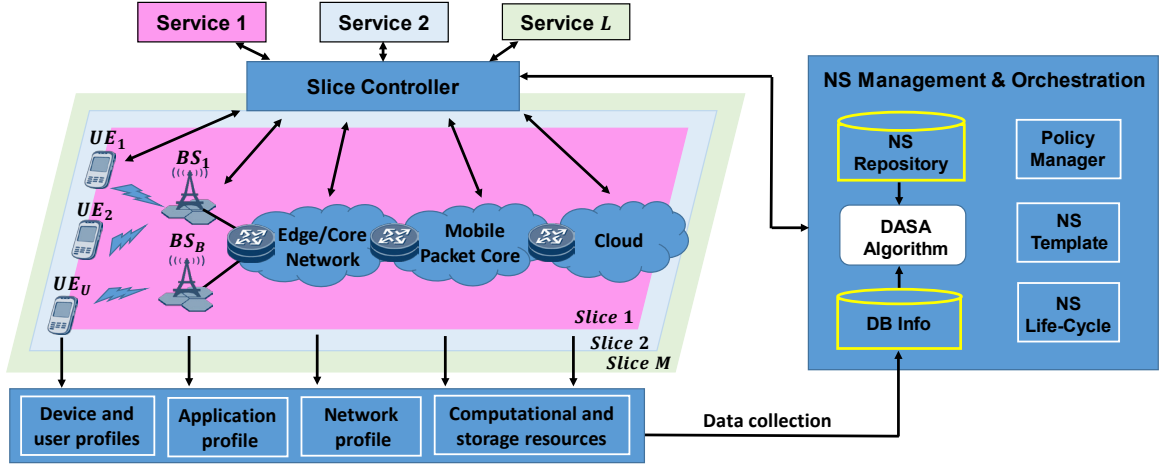 Service 1
Service 2
Service L
Slice Controller
NS Management & Orchestration
UE1
BS1
UE2
BSB
UEU
Edge/Core
Network
Mobile
Packet Core
Cloud
Slice 1
Slice 2
Slice M
NS
Repository
Policy
Manager
DASA
Algorithm
NS
Template
DB Info
NS
Life-Cycle
Device and
user profiles
Application
profile
Network
profile
Computational and
storage resources
Data collection